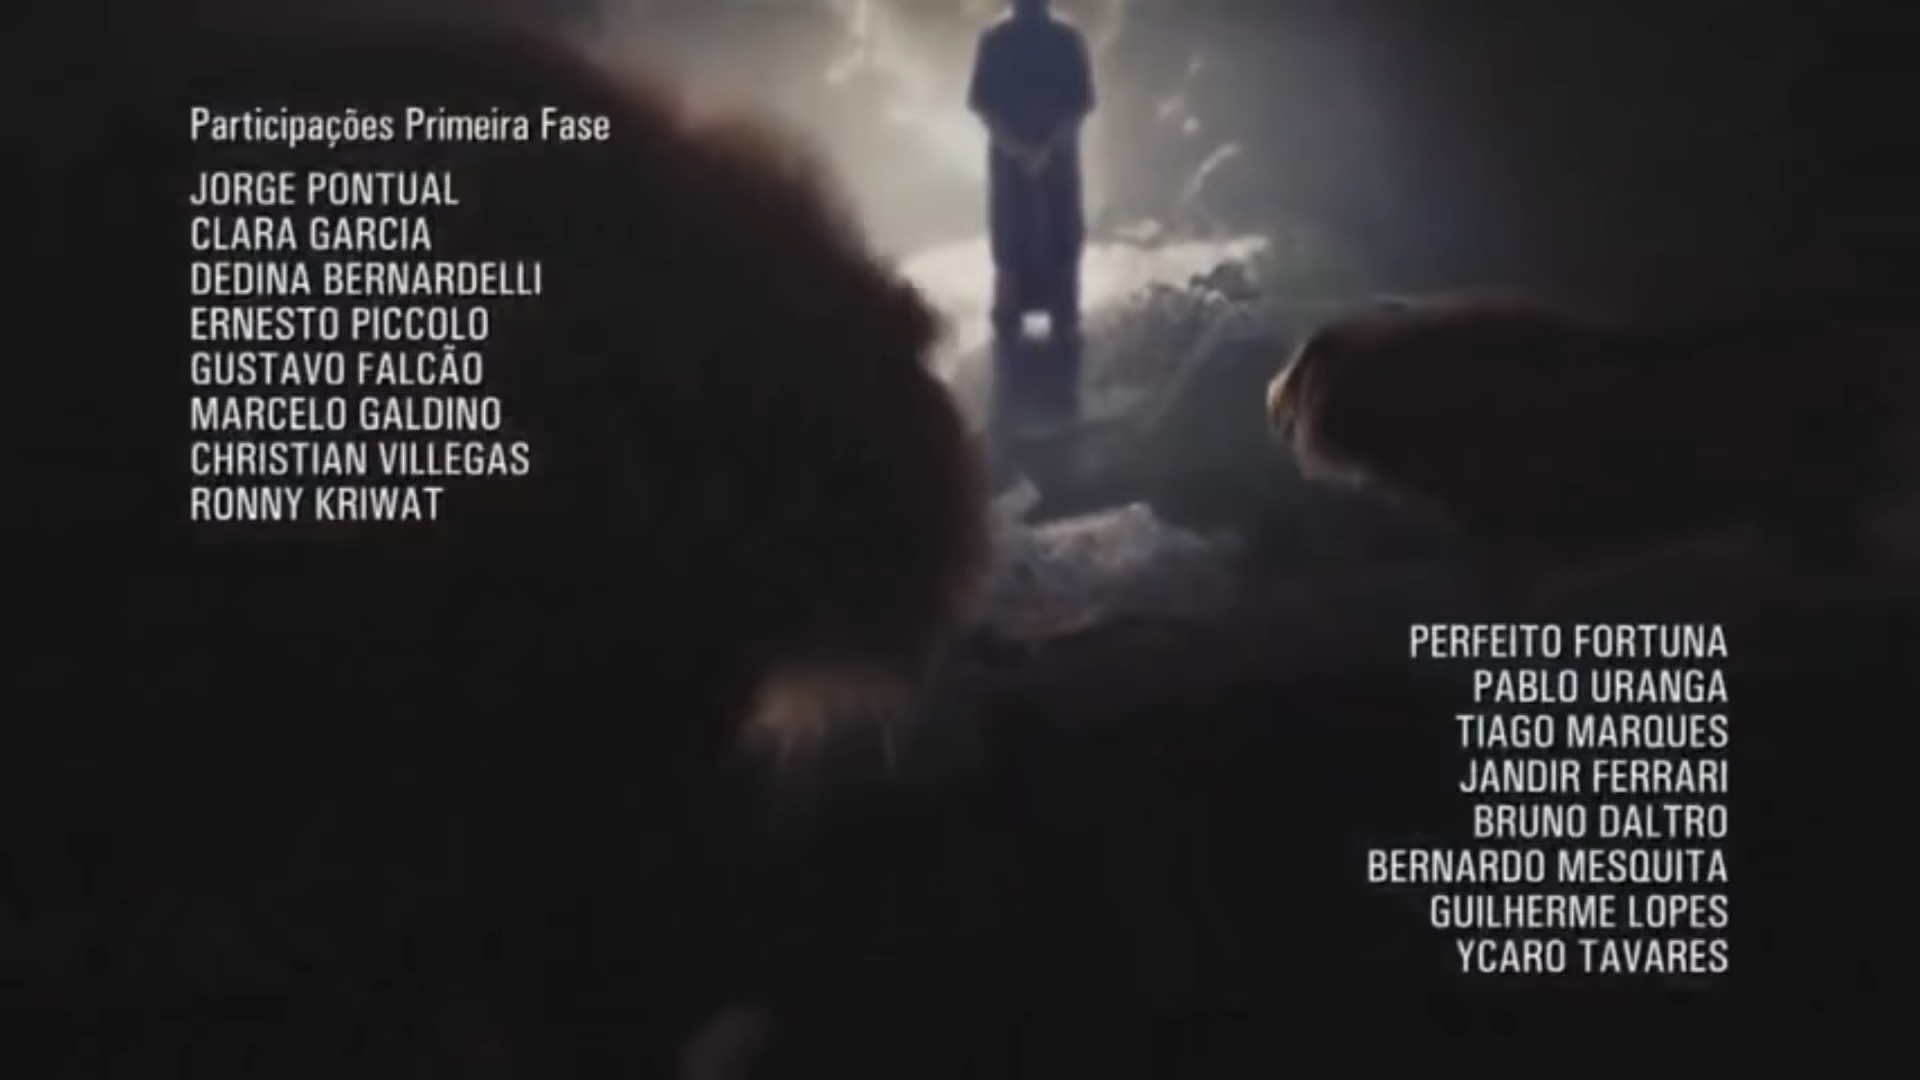 Participações Primeira Fase
JORGE PONTUAL
CLARA GARCIA
DEDINA BERNARDELLI
ERNESTO PICCOLO
GUSTAVO FALCÃO
MARCELO GALDINO
CHRISTIAN VILLEGAS
RONNY KRIWAT
PERFEITO FORTUNA
PABLO URANGA
TIAGO MARQUES
JANDIR FERRARI
BRUNO DALTRO
BERNARDO MESQUITA
GUILHERME LOPES
YCARO TAVARES